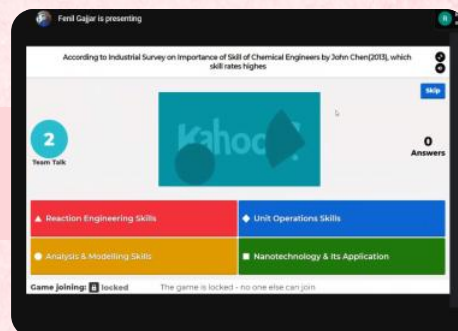 Fenil Gajjar is presenting
R
According to Industrial Survey on Importance of Skill of Chemical Engineers by John Chen(2013), which
skill rates highes
Skip
2
Team Talk
Kahoot!
0
Answers
Reaction Engineering Skills
Unit Operations Skills
Analysis & Modelling Skills
Nanotechnology & Its Application
Game joining: locked
The game is locked - no one else can join